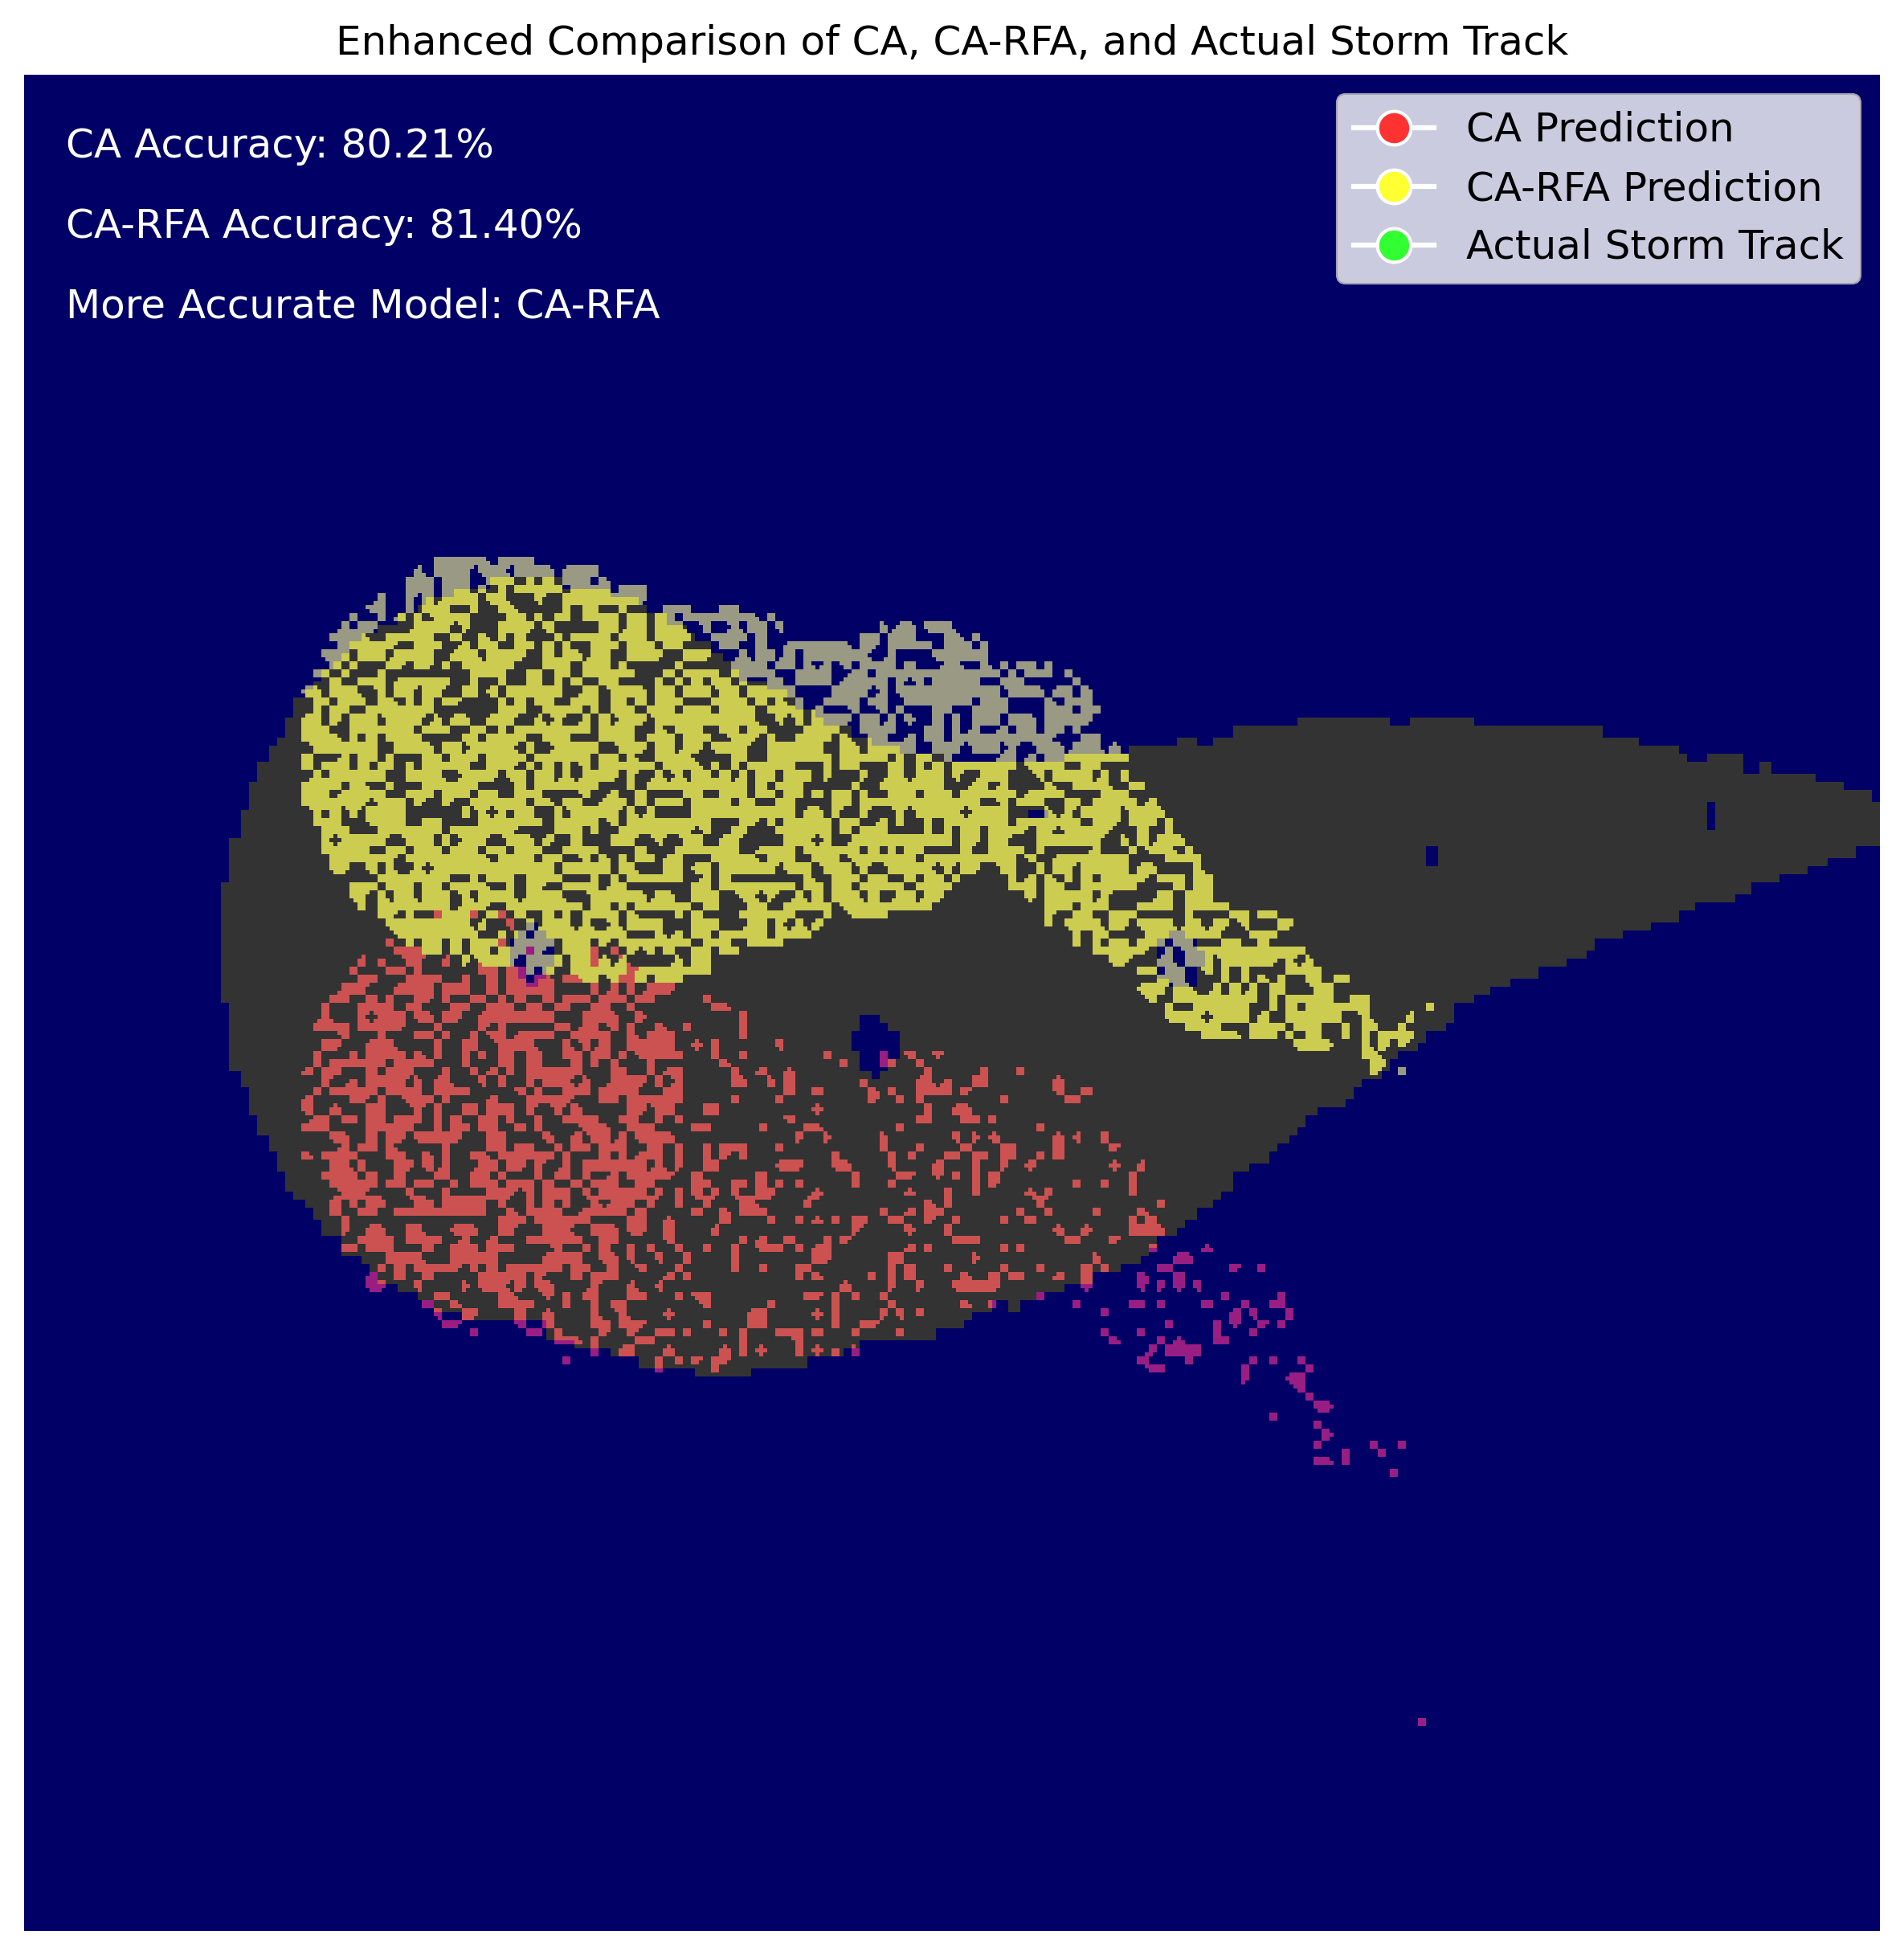 Enhanced Comparison of CA, CA-RFA, and Actual Storm Track
CA Accuracy: 80.21%
CA-RFA Accuracy: 81.40%
More Accurate Model: CA-RFA
CA Prediction
CA-RFA Prediction
Actual Storm Track